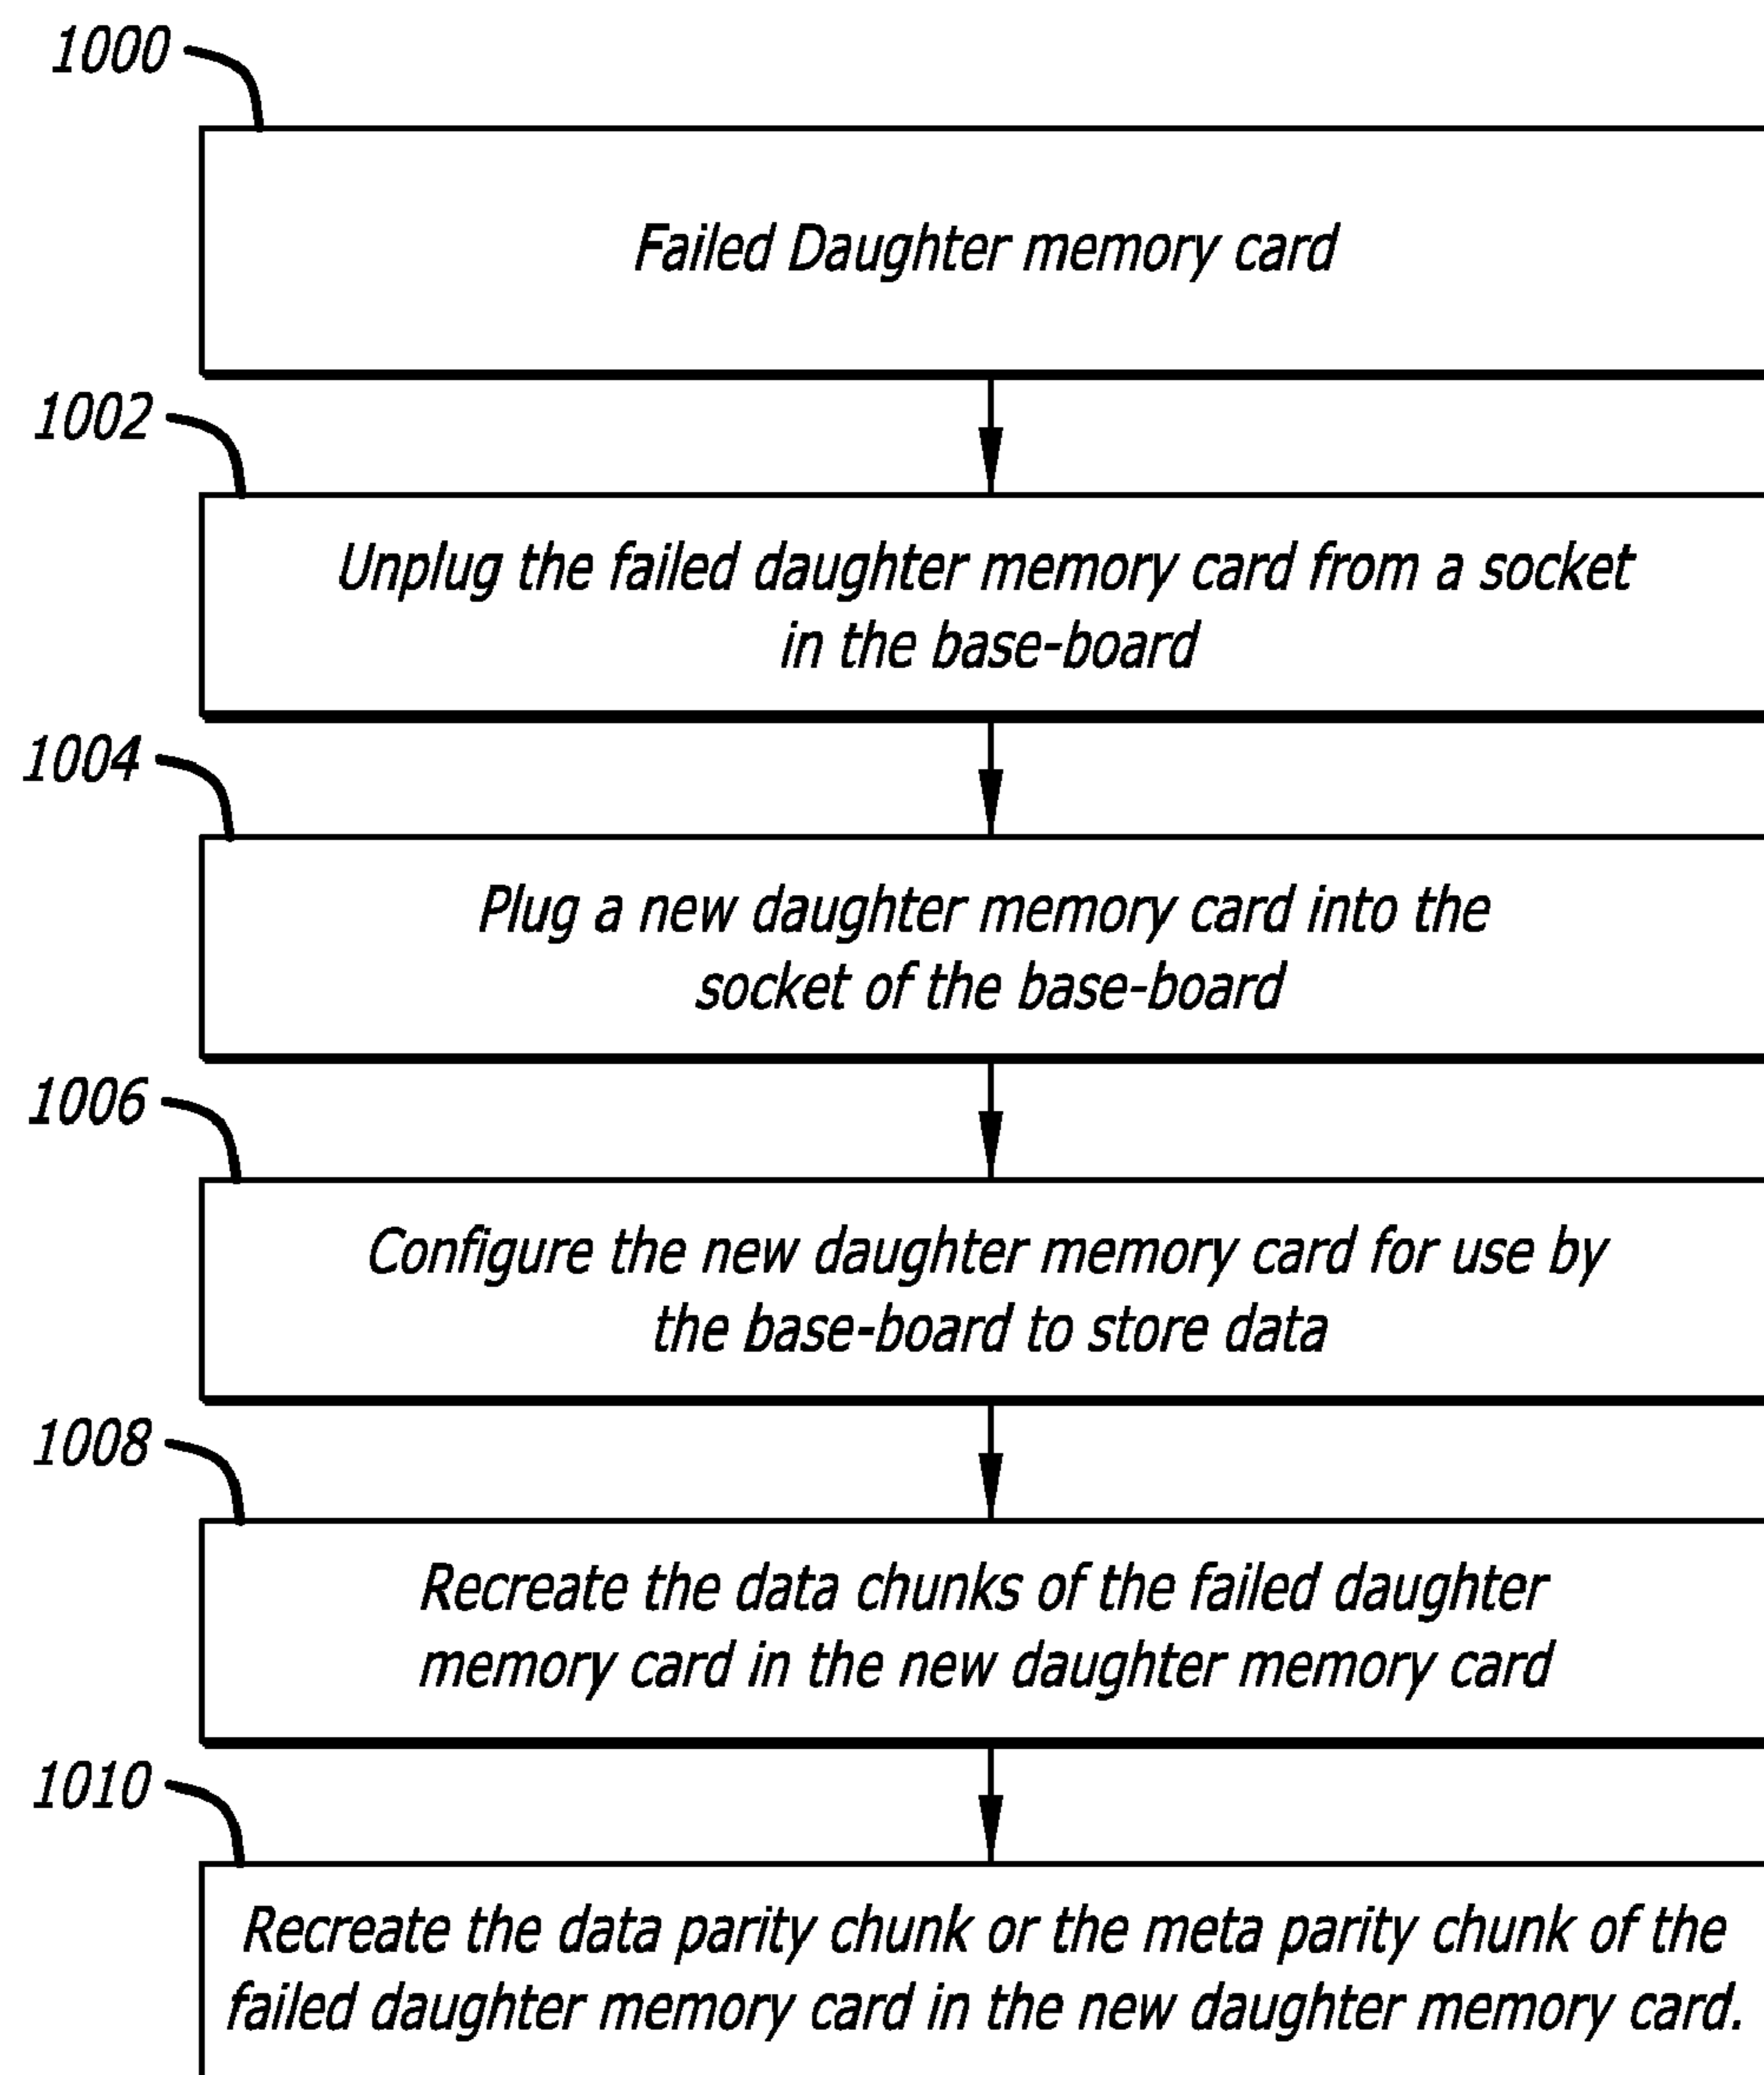 1000
Failed Daughter memory card
1002
Unplug the failed daughter memory card from a socket
in the base-board
1004
Plug a new daughter memory card into the
socket of the base-board
1006
Configure the new daughter memory card for use by
the base-board to store data
1008
Recreate the data chunks of the failed daughter
memory card in the new daughter memory card
1010
Recreate the data parity chunk or the meta parity chunk of the
failed daughter memory card in the new daughter memory card.